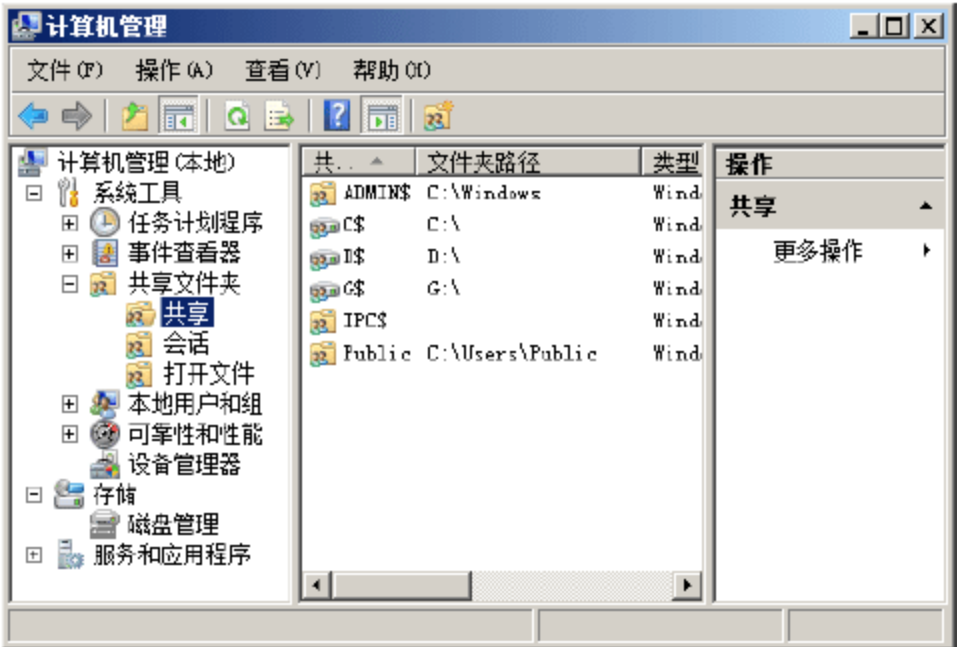 计算机管理
文件(F) 操作(A) 查看(V) 帮助(H)
计算机管理(本地)
系统工具
任务计划程序
事件查看器
共享文件夹
共享
会话
打开文件
本地用户和组
可靠性和性能
设备管理器
存储
磁盘管理
服务和应用程序
共.. 文件夹路径 类型
ADMIN$ C:\Windows Wind
C$ C:\ Wind
D$ D:\ Wind
G$ G:\ Wind
IPC$ Wind
Public C:\Users\Public Wind
操作
共享
更多操作